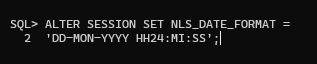 SQL> ALTER SESSION SET NLS_DATE_FORMAT =
2 'DD-MON-YYYY HH24:MI:SS';